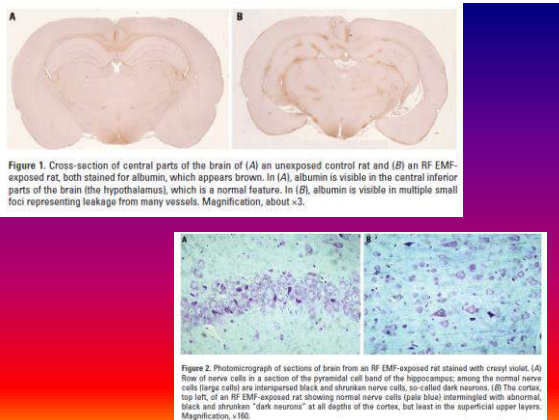 A
B
Figure 1. Cross-section of central parts of the brain of (A) an unexposed control rat and (B) an RF EMF-
exposed rat, both stained for albumin, which appears brown. In (A), albumin is visible in the central inferior
parts of the brain (the hypothalamus), which is a normal feature. In (B), albumin is visible in multiple small
foci representing leakage from many vessels. Magnification, about ×3.
A
B
Figure 2. Photomicrograph of sections of brain from an RF EMF-exposed rat stained with cresyl violet. (A)
Row of nerve cells in a section of the pyramidal cell band of the hippocampus; among the normal nerve
cells (large cells) are interspersed black and shrunken nerve cells, so-called dark neurons. (B) The cortex,
top left, of an RF EMF-exposed rat showing normal nerve cells (pale blue) intermingled with abnormal,
black and shrunken "dark neurons" at all depths of the cortex, but least in the superficial upper layers.
Magnification, ×160.